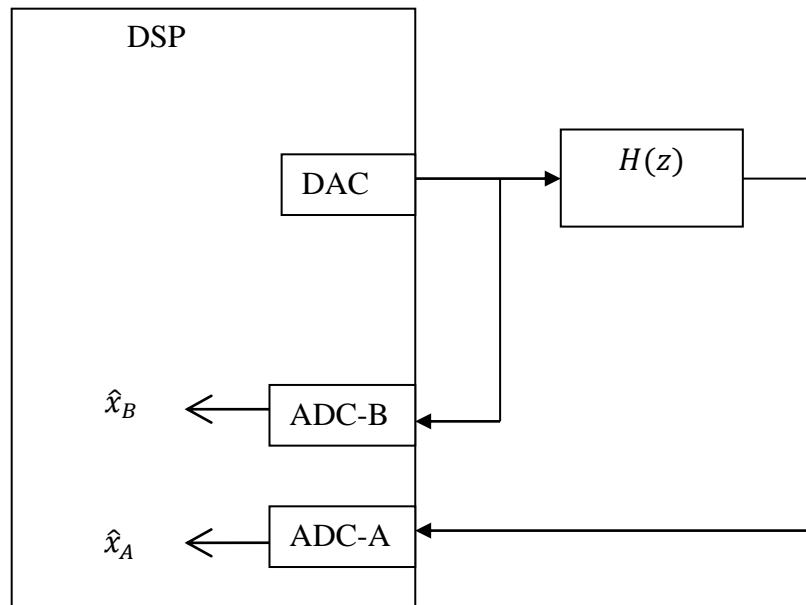 DSP
H(z)
DAC
x̂_B
ADC-B
x̂_A
ADC-A